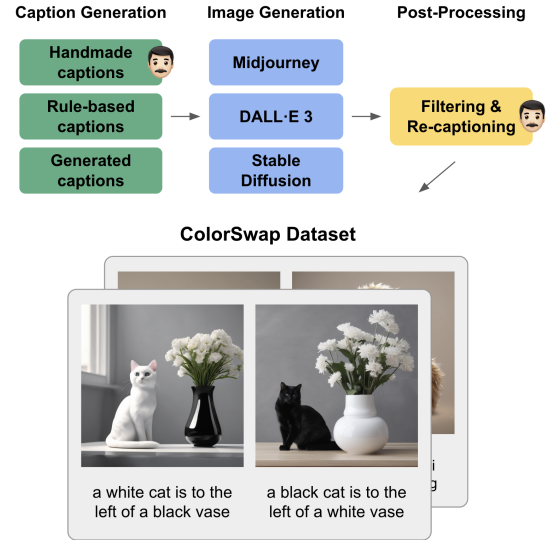 Caption Generation
Image Generation
Post-Processing
Handmade
captions
Rule-based
captions
Generated
captions
Midjourney
DALL·E 3
Stable
Diffusion
Filtering &
Re-captioning
ColorSwap Dataset
a white cat is to the
left of a black vase
a black cat is to the
left of a white vase